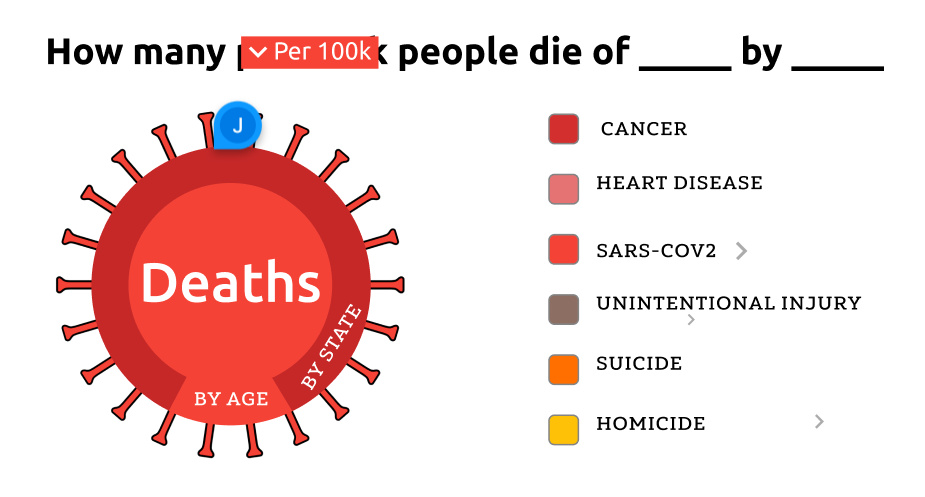 How many p Per 100k k people die of _____ by _____
J
CANCER
HEART DISEASE
SARS-COV2
UNINTENTIONAL INJURY
SUICIDE
HOMICIDE
Deaths
BY STATE
BY AGE